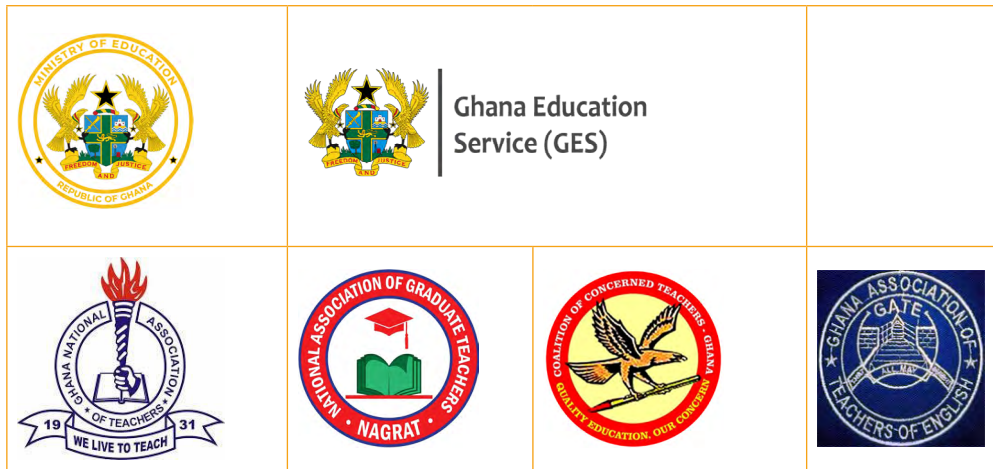 MINISTRY OF EDUCATION
FREEDOM AND JUSTICE
REPUBLIC OF GHANA
FREEDOM AND JUSTICE
Ghana Education
Service (GES)
GHANA NATIONAL ASSOCIATION
OF TEACHERS
19 31
WE LIVE TO TEACH
NATIONAL ASSOCIATION OF GRADUATE TEACHERS
NAGRAT
COALITION OF CONCERNED TEACHERS - GHANA
QUALITY EDUCATION, OUR CONCERN
GHANA ASSOCIATION OF
TEACHERS OF ENGLISH
GATE
ALL MAY